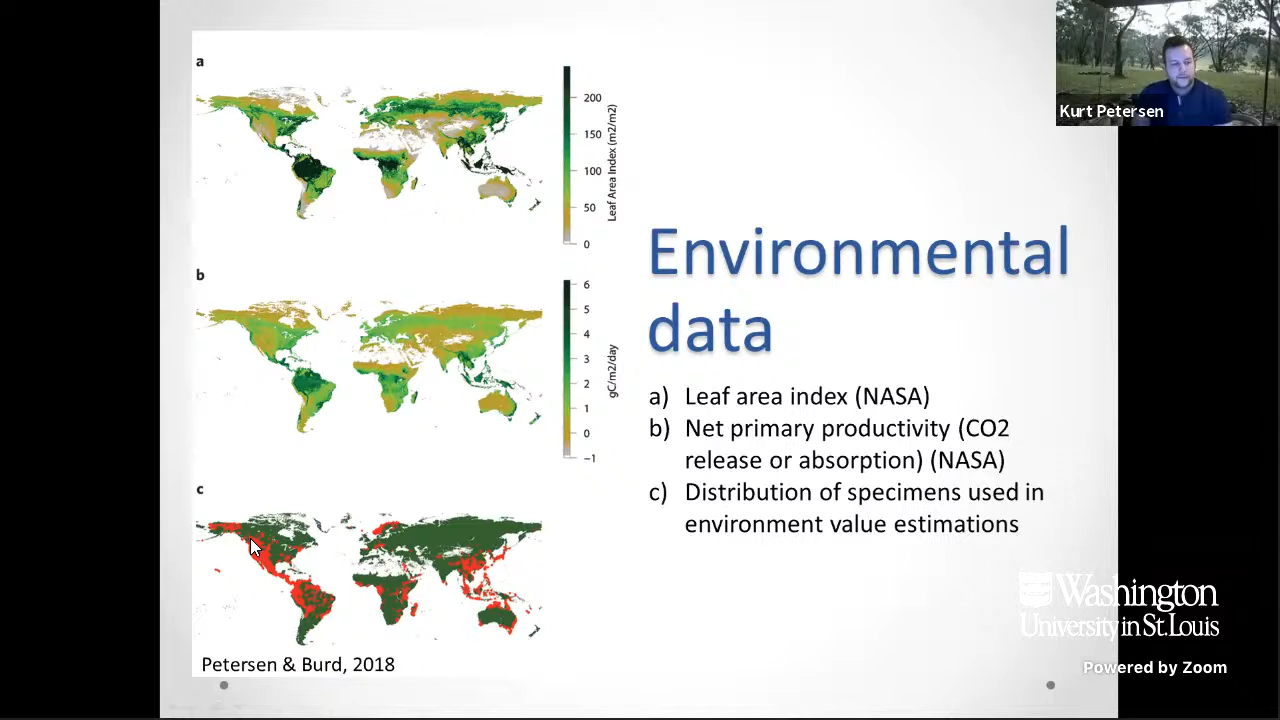 a
200
150
100
50
0
Leaf Area Index (m2/m2)
b
6
5
4
3
2
1
0
−1
gC/m2/day
c
Petersen & Burd, 2018
Environmental
data
a) Leaf area index (NASA)
b) Net primary productivity (CO2
release or absorption) (NASA)
c) Distribution of specimens used in
environment value estimations
Kurt Petersen
Washington
University in St. Louis
Powered by Zoom